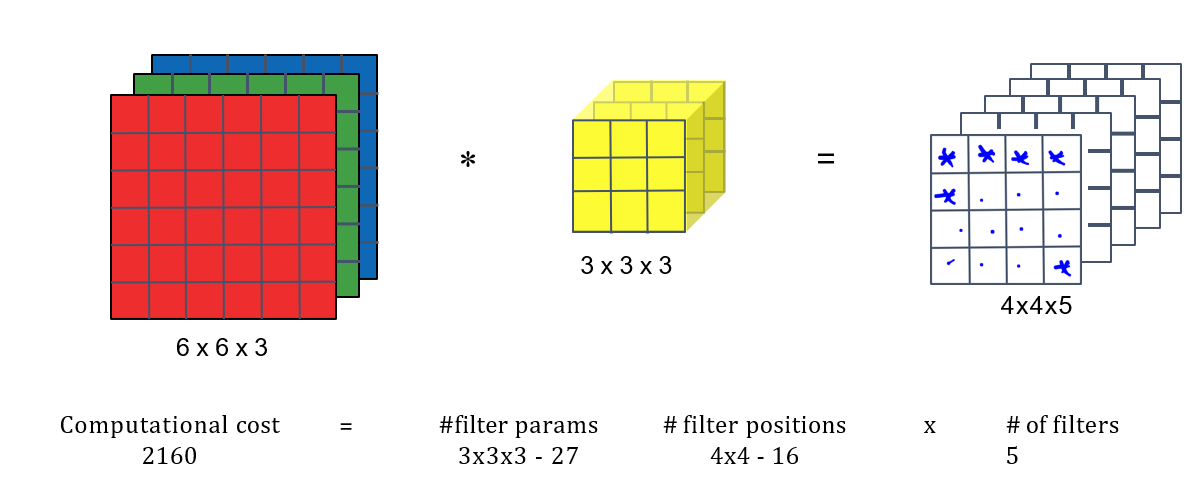 *
=
3 x 3 x 3
4x4x5
6 x 6 x 3
Computational cost = #filter params # filter positions x # of filters
2160 3x3x3 - 27 4x4 - 16 5